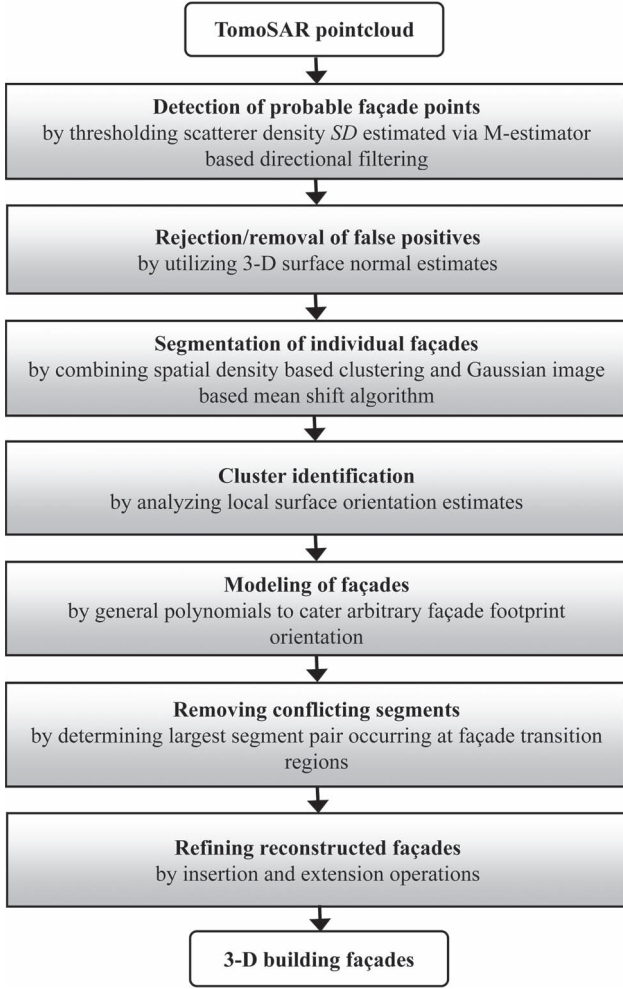 TomoSAR pointcloud
Detection of probable façade points
by thresholding scatterer density SD estimated via M-estimator
based directional filtering
Rejection/removal of false positives
by utilizing 3-D surface normal estimates
Segmentation of individual façades
by combining spatial density based clustering and Gaussian image
based mean shift algorithm
Cluster identification
by analyzing local surface orientation estimates
Modeling of façades
by general polynomials to cater arbitrary façade footprint
orientation
Removing conflicting segments
by determining largest segment pair occurring at façade transition
regions
Refining reconstructed façades
by insertion and extension operations
3-D building façades